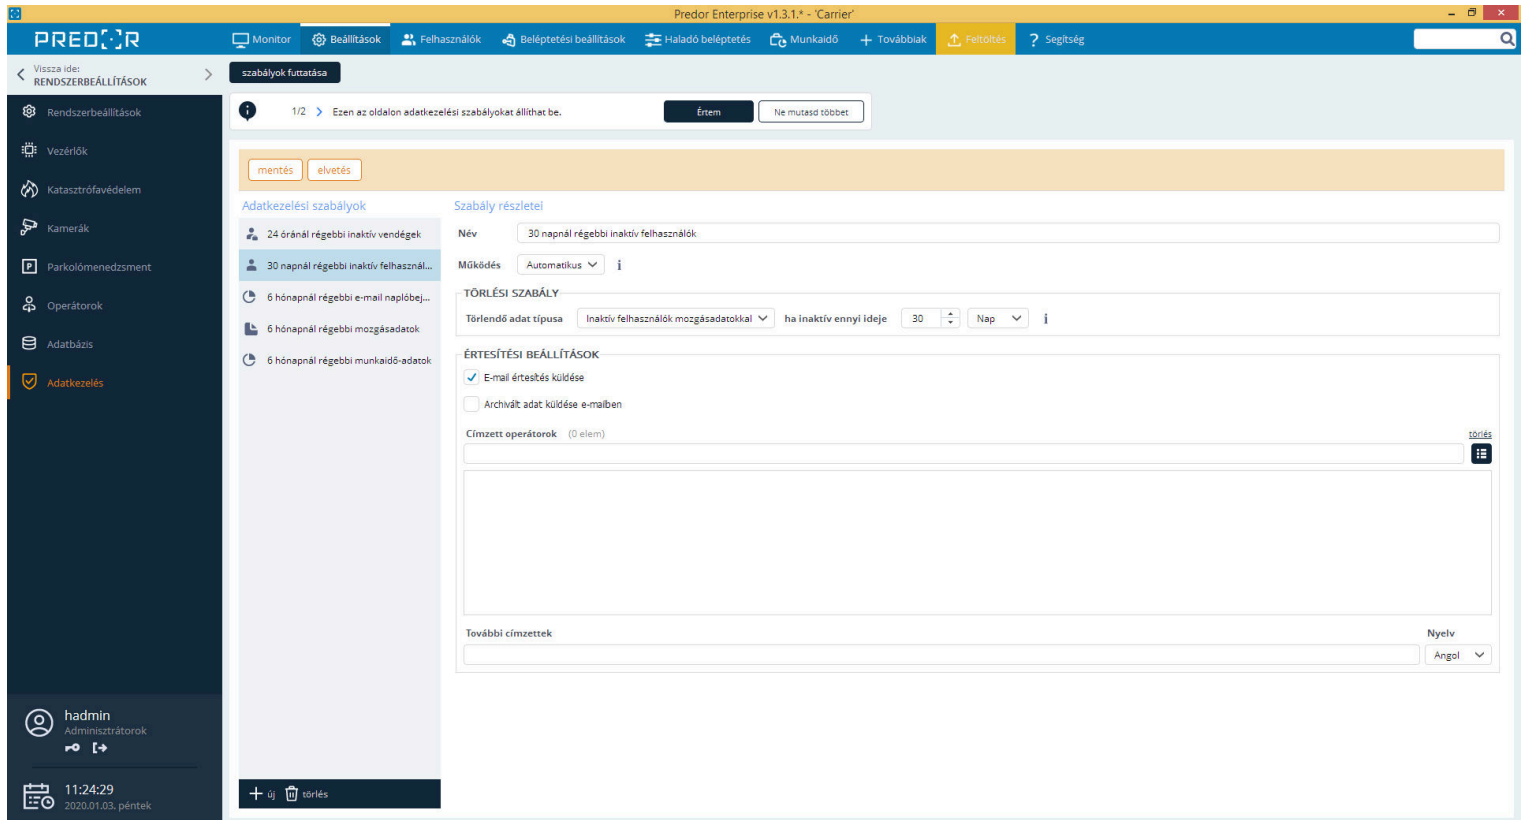 Predor Enterprise v1.3.1.* - 'Carrier'
PREDOR
Monitor
Beállítások
Felhasználók
Beléptetési beállítások
Haladó beléptetés
Munkaidő
Továbbiak
Feltöltés
? Segítség
Vissza ide:
RENDSZERBEÁLLÍTÁSOK
szabályok futtatása
Rendszerbeállítások
Vezérlők
Katasztrófavédelem
Kamerák
Parkolómenedzsment
Operátorok
Adatbázis
Adatkezelés
1/2 > Ezen az oldalon adatkezelési szabályokat állíthat be.
Értem
Ne mutasd többet
mentés
elvetés
Adatkezelési szabályok
24 óránál régebbi inaktív vendégek
30 napnál régebbi inaktív felhasznál...
6 hónapnál régebbi e-mail naplóbej...
6 hónapnál régebbi mozgásadatok
6 hónapnál régebbi munkaidő-adatok
Szabály részletei
Név 30 napnál régebbi inaktív felhasználók
Működés Automatikus i
TÖRLÉSI SZABÁLY
Törlendő adat típusa Inaktív felhasználók mozgásadatokkal ha inaktív ennyi ideje 30 Nap i
ÉRTESÍTÉSI BEÁLLÍTÁSOK
E-mail értesítés küldése
Archivált adat küldése e-mailben
Címzett operátorok (0 elem) törlés
További címzettek Nyelv
Angol
hadmin
Adminisztrátorok
11:24:29
2020.01.03. péntek
+ új törlés